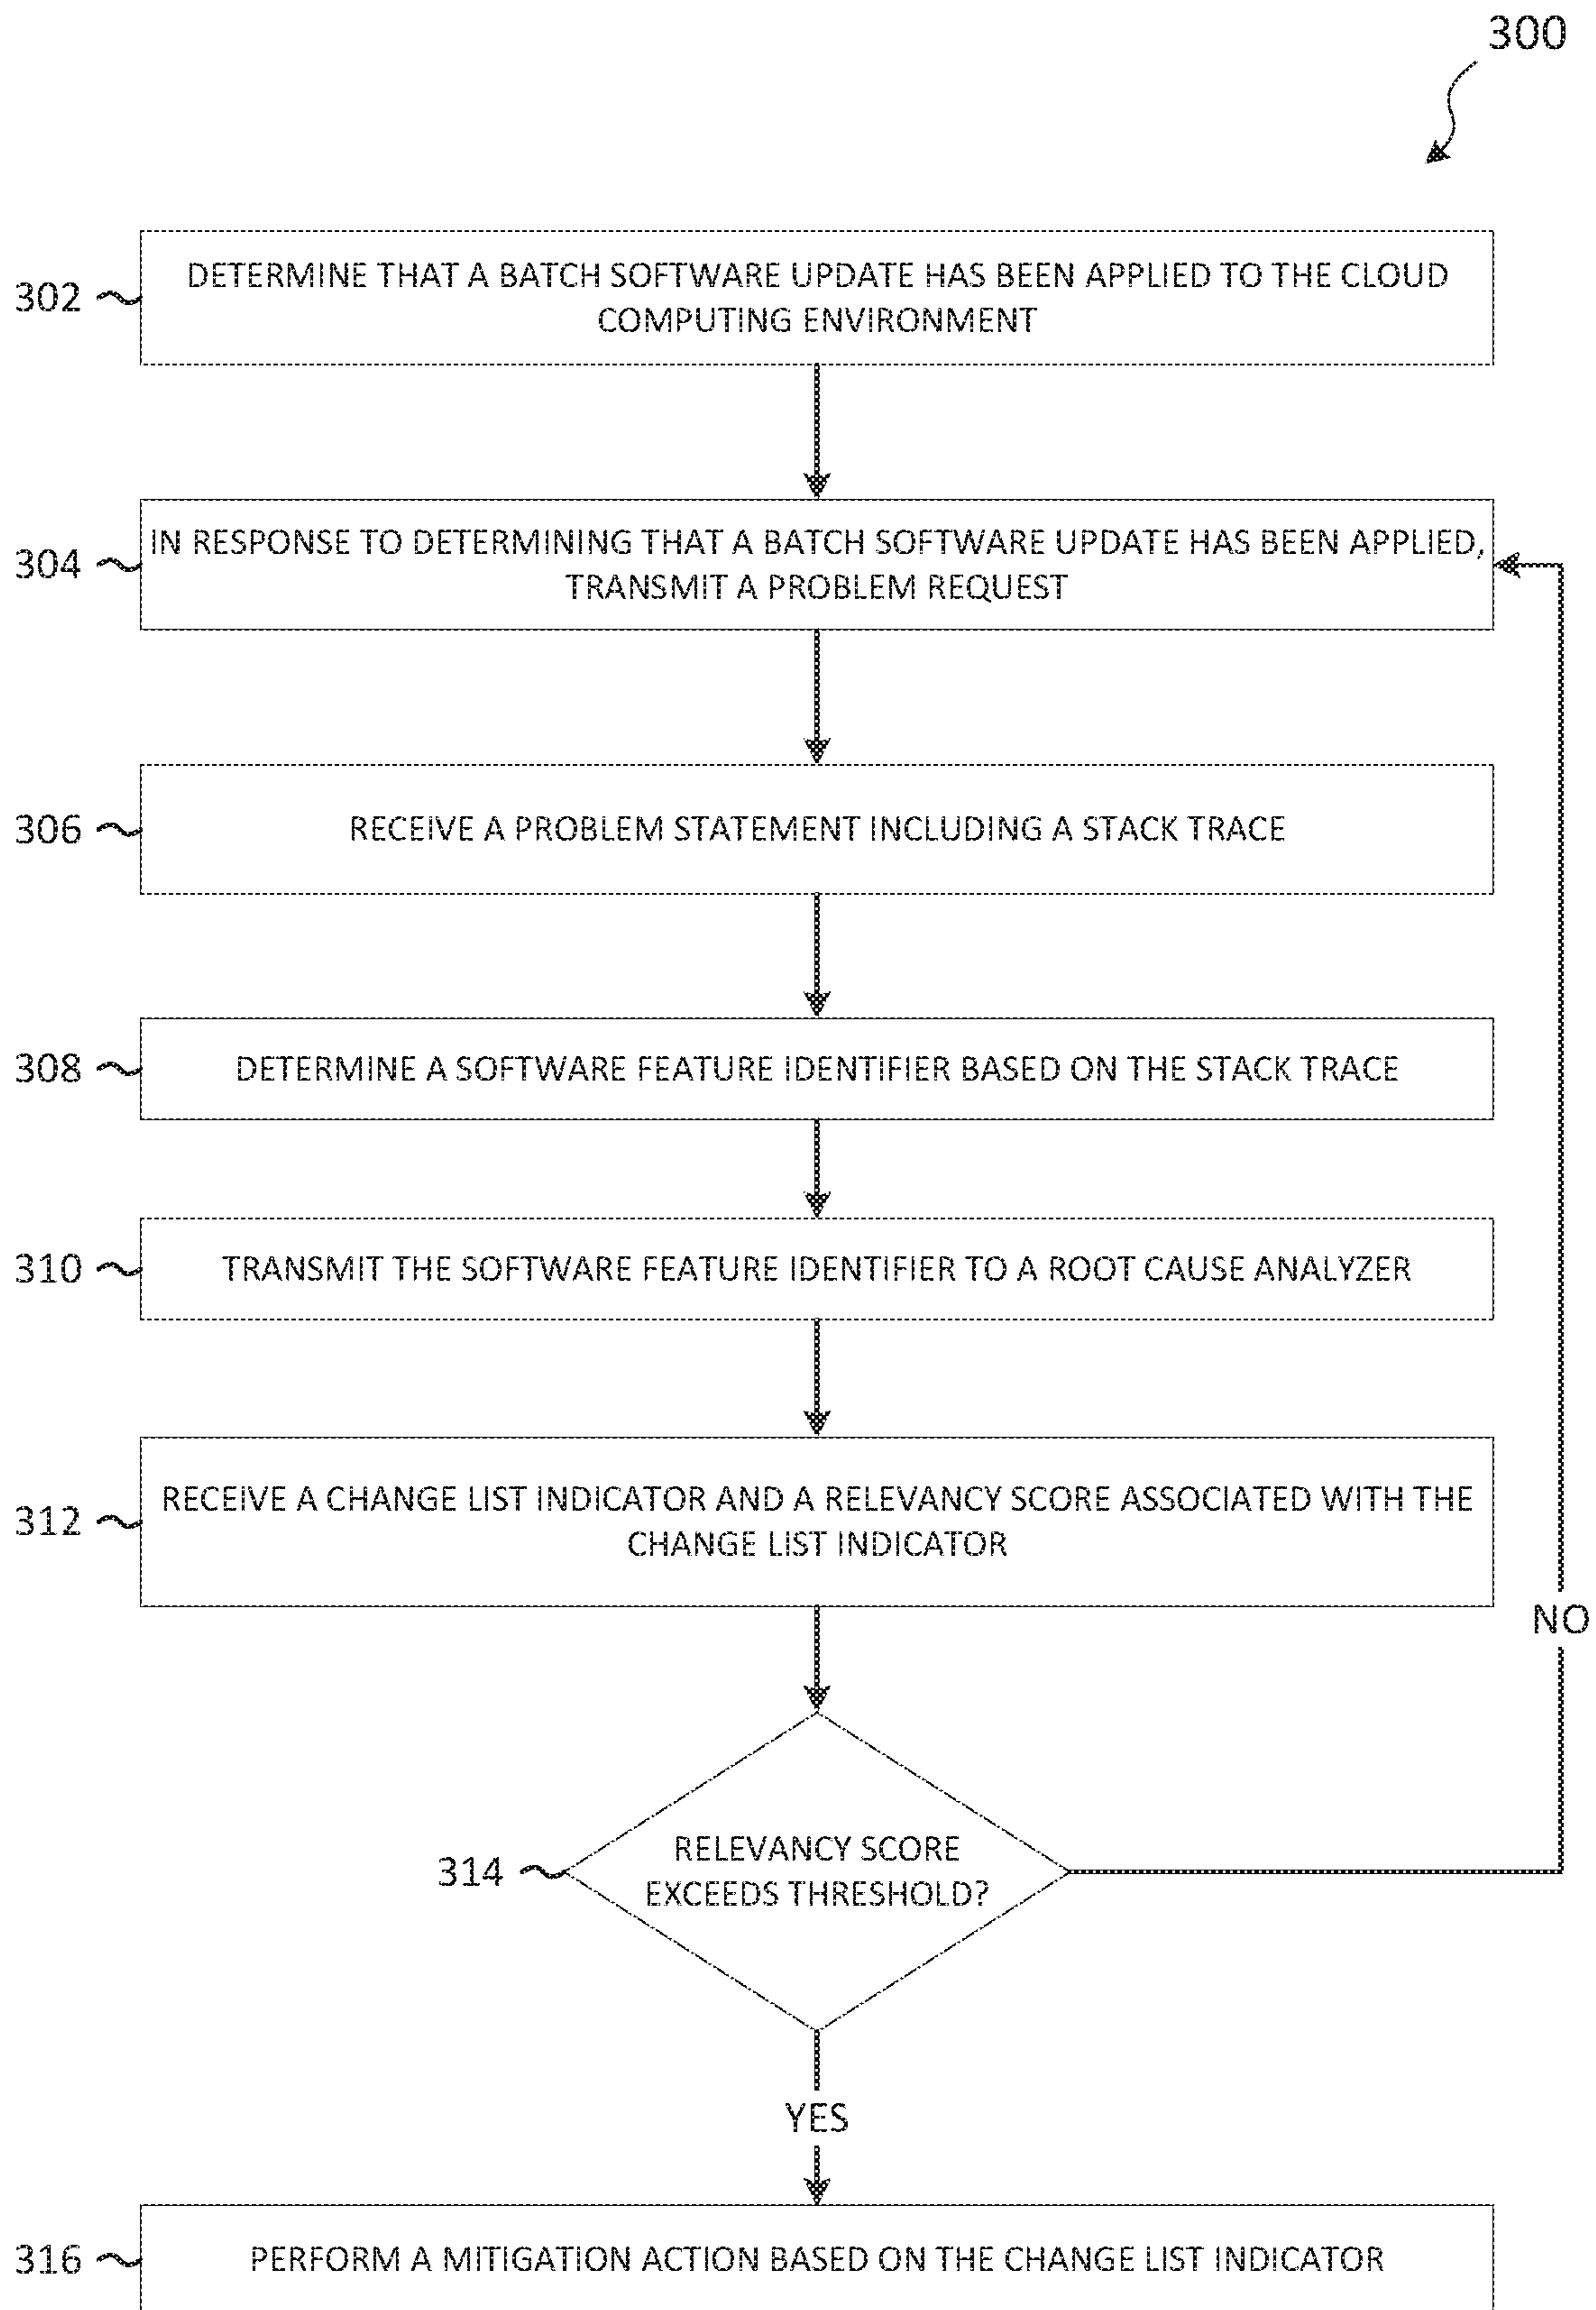 300
302
DETERMINE THAT A BATCH SOFTWARE UPDATE HAS BEEN APPLIED TO THE CLOUD
COMPUTING ENVIRONMENT
304
IN RESPONSE TO DETERMINING THAT A BATCH SOFTWARE UPDATE HAS BEEN APPLIED,
TRANSMIT A PROBLEM REQUEST
306
RECEIVE A PROBLEM STATEMENT INCLUDING A STACK TRACE
308
DETERMINE A SOFTWARE FEATURE IDENTIFIER BASED ON THE STACK TRACE
310
TRANSMIT THE SOFTWARE FEATURE IDENTIFIER TO A ROOT CAUSE ANALYZER
312
RECEIVE A CHANGE LIST INDICATOR AND A RELEVANCY SCORE ASSOCIATED WITH THE
CHANGE LIST INDICATOR
NO
314
RELEVANCY SCORE
EXCEEDS THRESHOLD?
YES
316
PERFORM A MITIGATION ACTION BASED ON THE CHANGE LIST INDICATOR